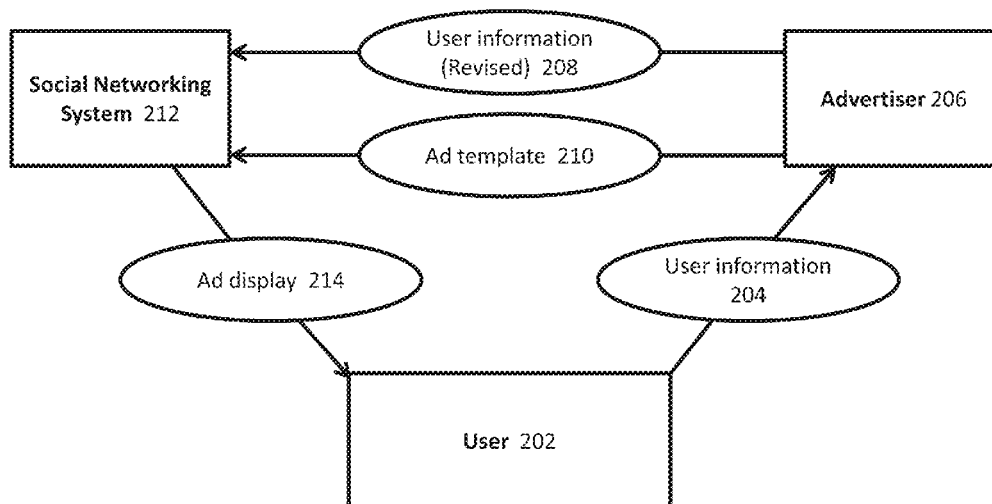 User information
(Revised) 208
Social Networking
System 212
Advertiser 206
Ad template 210
Ad display 214
User information
204
User 202